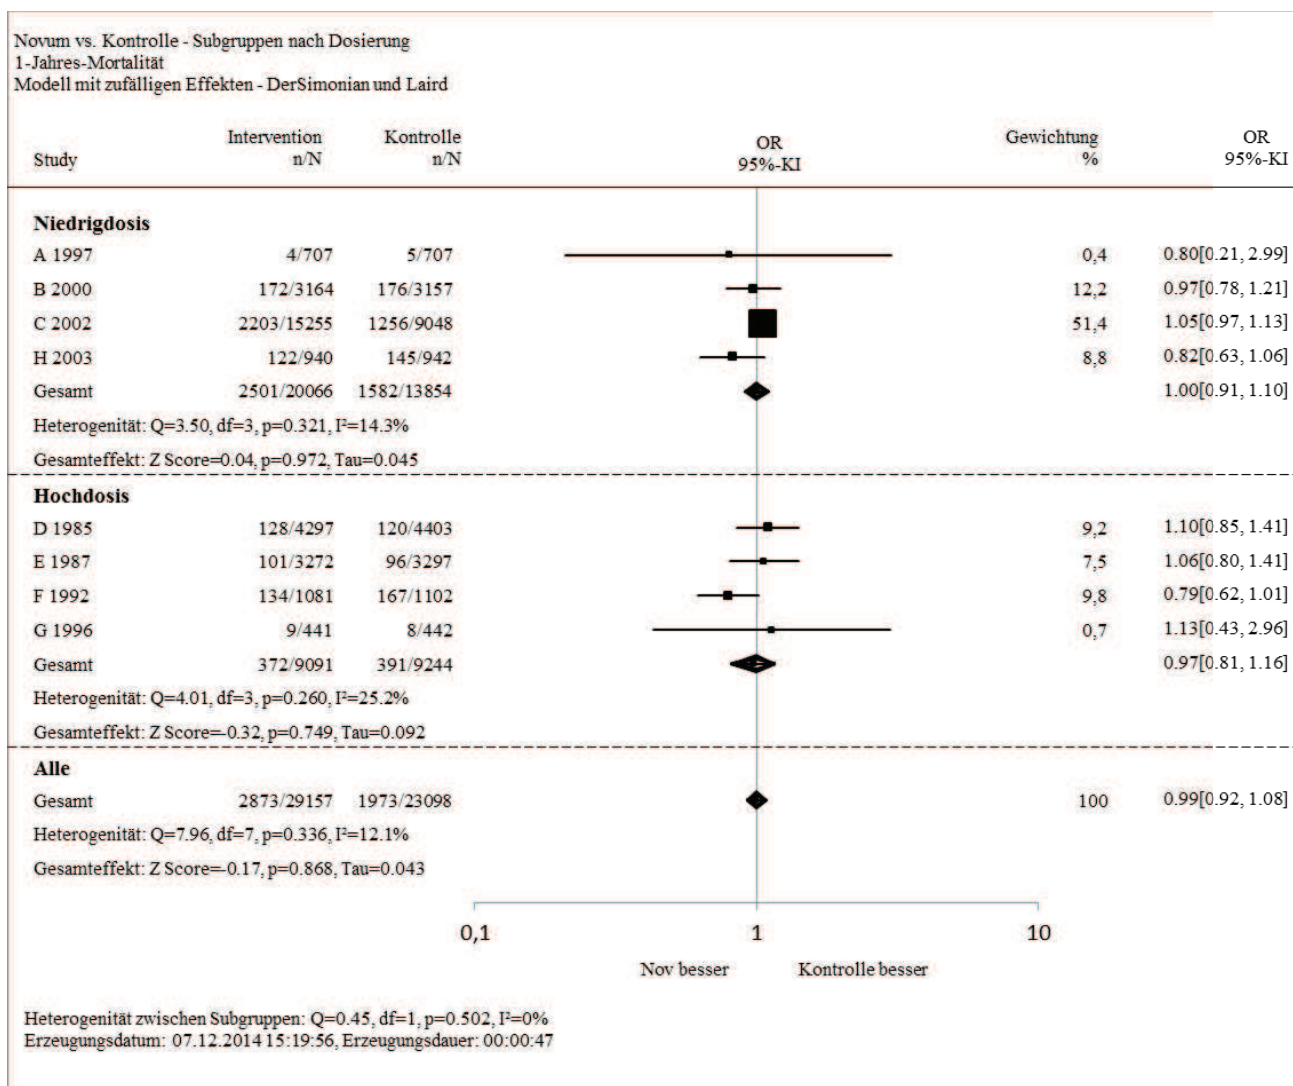 Novum vs. Kontrolle - Subgruppen nach Dosierung
1-Jahres-Mortalität
Modell mit zufälligen Effekten - DerSimonian und Laird
Study Intervention n/N Kontrolle n/N OR 95%-KI Gewichtung % OR 95%-KI
Niedrigdosis
A 1997 4/707 5/707 0,4 0.80[0.21, 2.99]
B 2000 172/3164 176/3157 12,2 0.97[0.78, 1.21]
C 2002 2203/15255 1256/9048 51,4 1.05[0.97, 1.13]
H 2003 122/940 145/942 8,8 0.82[0.63, 1.06]
Gesamt 2501/20066 1582/13854 1.00[0.91, 1.10]
Heterogenität: Q=3.50, df=3, p=0.321, I²=14.3%
Gesamteffekt: Z Score=0.04, p=0.972, Tau=0.045
Hochdosis
D 1985 128/4297 120/4403 9,2 1.10[0.85, 1.41]
E 1987 101/3272 96/3297 7,5 1.06[0.80, 1.41]
F 1992 134/1081 167/1102 9,8 0.79[0.62, 1.01]
G 1996 9/441 8/442 0,7 1.13[0.43, 2.96]
Gesamt 372/9091 391/9244 0.97[0.81, 1.16]
Heterogenität: Q=4.01, df=3, p=0.260, I²=25.2%
Gesamteffekt: Z Score=-0.32, p=0.749, Tau=0.092
Alle
Gesamt 2873/29157 1973/23098 100 0.99[0.92, 1.08]
Heterogenität: Q=7.96, df=7, p=0.336, I²=12.1%
Gesamteffekt: Z Score=-0.17, p=0.868, Tau=0.043
0,1 1 10
Nov besser Kontrolle besser
Heterogenität zwischen Subgruppen: Q=0.45, df=1, p=0.502, I²=0%
Erzeugungsdatum: 07.12.2014 15:19:56, Erzeugungsdauer: 00:00:47